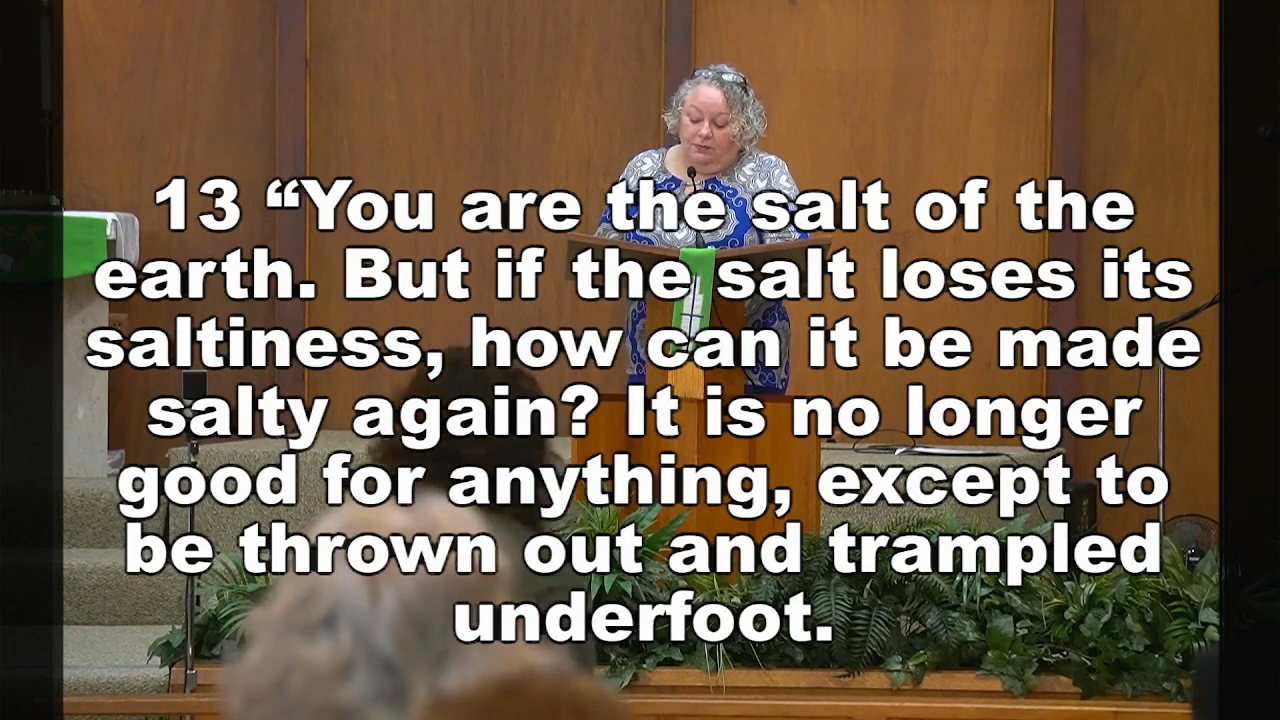 13 “You are the salt of the
earth. But if the salt loses its
saltiness, how can it be made
salty again? It is no longer
good for anything, except to
be thrown out and trampled
underfoot.